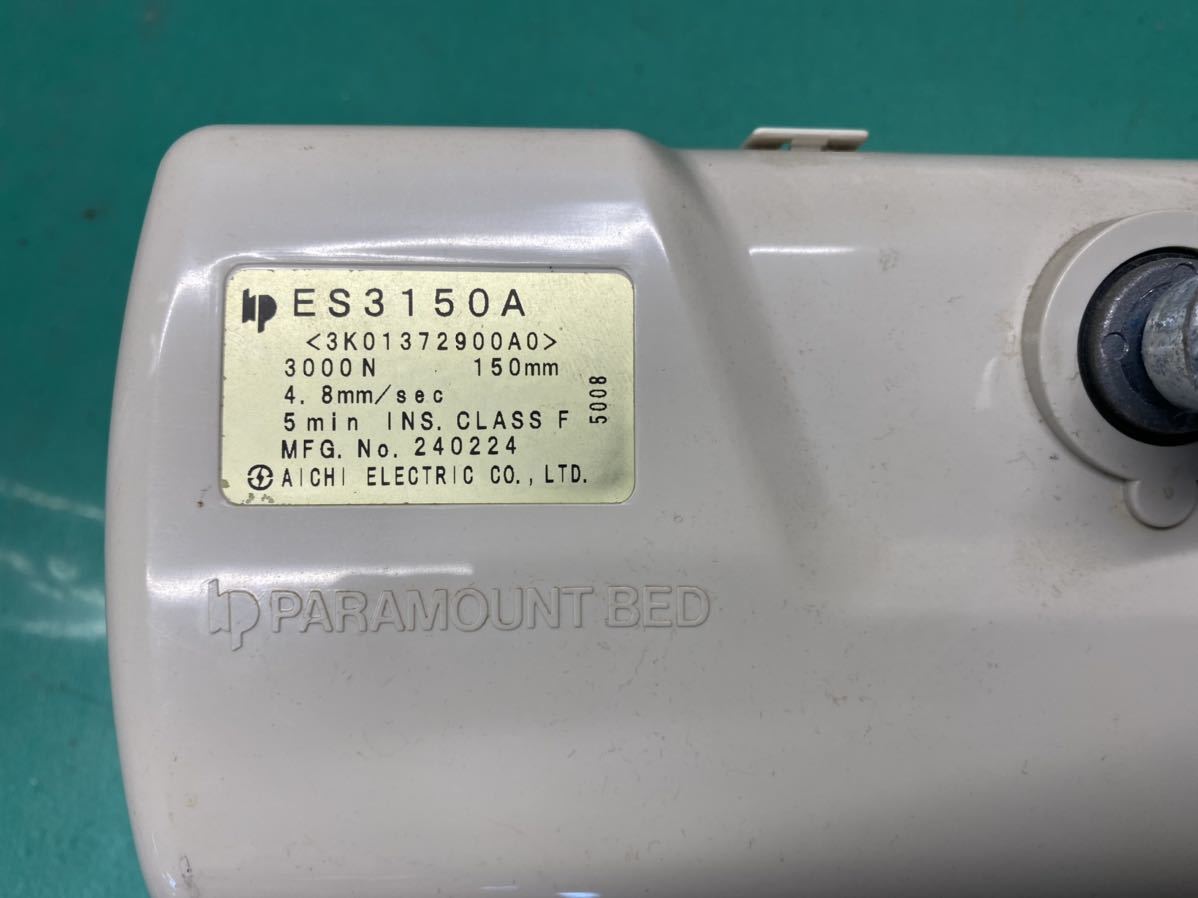 ES3150A
<3K01372900A0>
3000N 150mm
4.8mm/sec
5min INS. CLASS F
5008
MFG. No. 240224
AICHI ELECTRIC CO., LTD.
PARAMOUNT BED